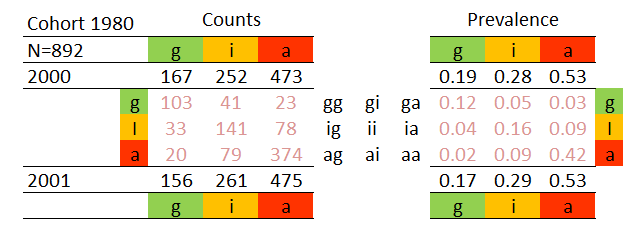 Cohort 1980 Counts Prevalence
N=892 g i a g i a
2000 167 252 473 0.19 0.28 0.53
g 103 41 23 gg gi ga 0.12 0.05 0.03 g
I 33 141 78 ig ii ia 0.04 0.16 0.09 I
a 20 79 374 ag ai aa 0.02 0.09 0.42 a
2001 156 261 475 0.17 0.29 0.53
g i a g i a